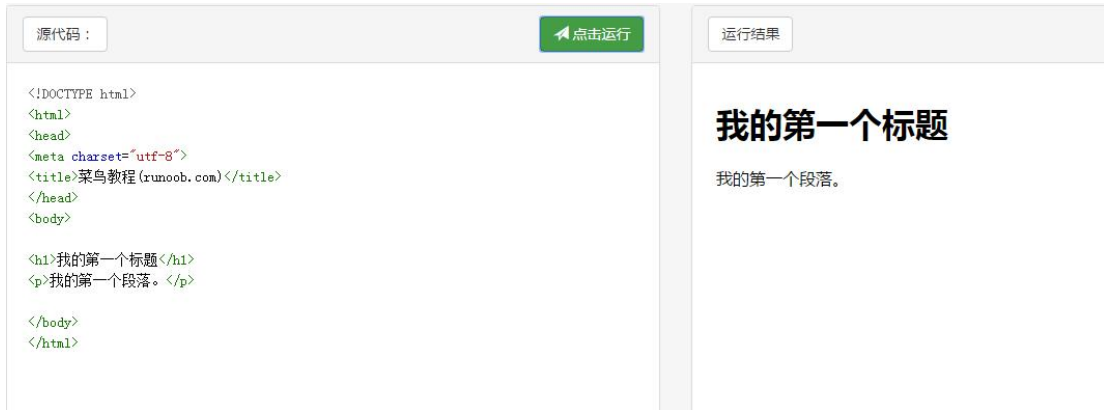 源代码：
点击运行
<!DOCTYPE html>
<html>
<head>
<meta charset="utf-8">
<title>菜鸟教程(runoob.com)</title>
</head>
<body>
<h1>我的第一个标题</h1>
<p>我的第一个段落。</p>
</body>
</html>
运行结果
我的第一个标题
我的第一个段落。